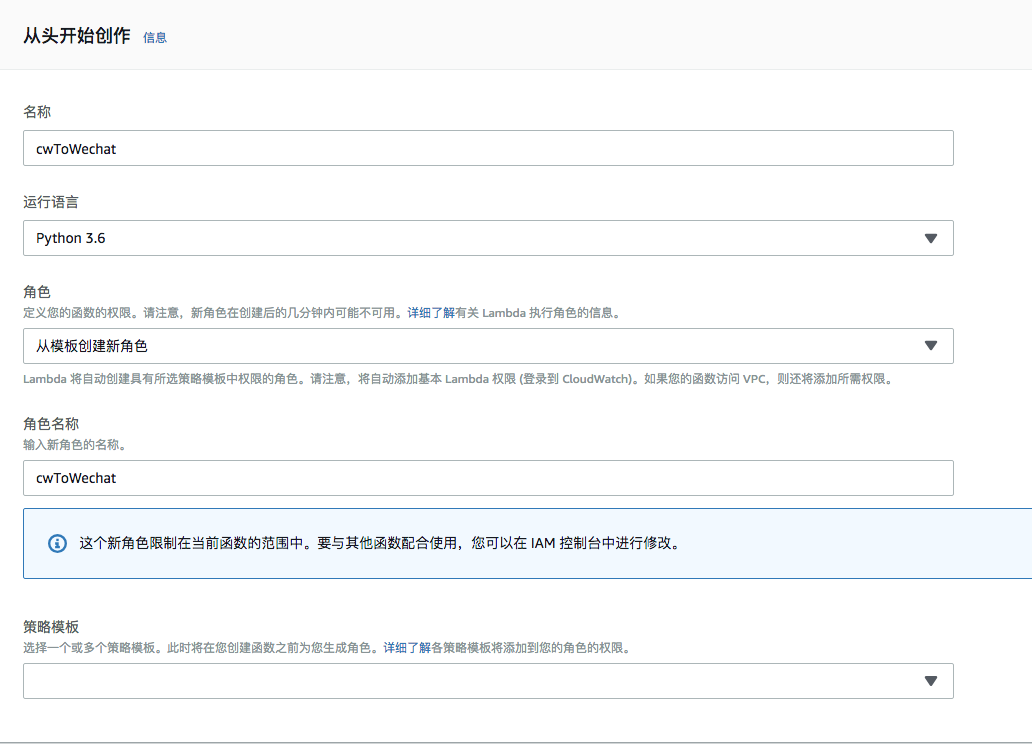 从头开始创作 信息
名称
cwToWechat
运行语言
Python 3.6
角色
定义您的函数的权限。请注意，新角色在创建后的几分钟内可能不可用。详细了解有关 Lambda 执行角色的信息。
从模板创建新角色
Lambda 将自动创建具有所选策略模板中权限的角色。请注意，将自动添加基本 Lambda 权限 (登录到 CloudWatch)。如果您的函数访问 VPC，则还将添加所需权限。
角色名称
输入新角色的名称。
cwToWechat
这个新角色限制在当前函数的范围中。要与其他函数配合使用，您可以在 IAM 控制台中进行修改。
策略模板
选择一个或多个策略模板。此时将在您创建函数之前为您生成角色。详细了解各策略模板将添加到您的角色的权限。